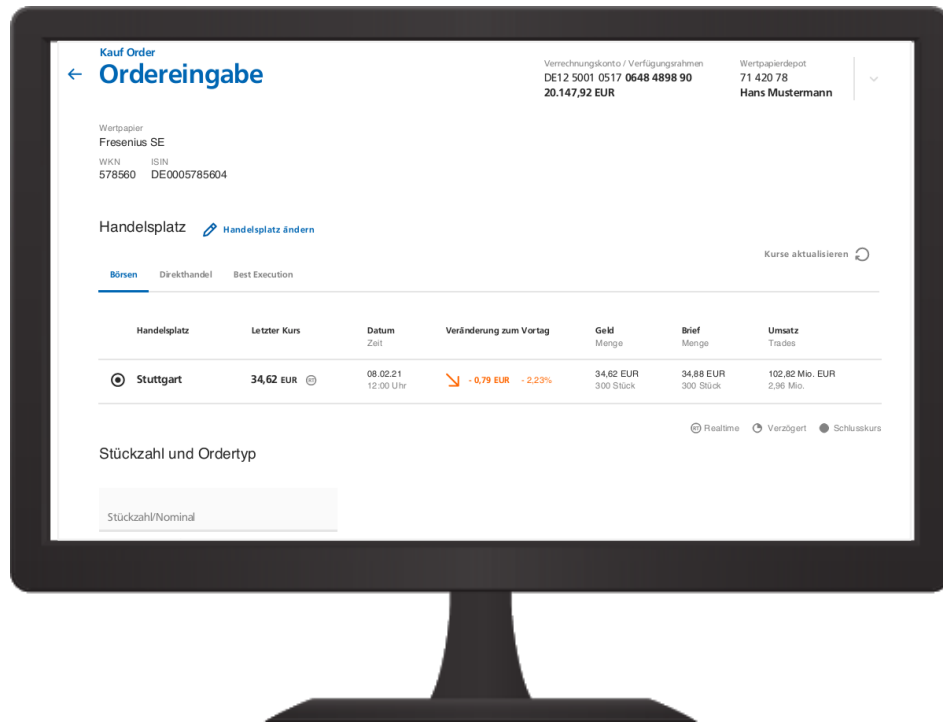 Kauf Order
Ordereingabe
Verrechnungskonto / Verfügungsrahmen
DE12 5001 0517 0648 4898 90
20.147,92 EUR
Wertpapierdepot
71 420 78
Hans Mustermann
Wertpapier
Fresenius SE
WKN ISIN
578560 DE0005785604
Handelsplatz Handelsplatz ändern
Kurse aktualisieren
Börsen Direkthandel Best Execution
Handelsplatz Letzter Kurs Datum Veränderung zum Vortag Geld Brief Umsatz
Zeit Menge Menge Trades
Stuttgart 34,62 EUR RT 08.02.21 - 0,79 EUR - 2,23% 34,62 EUR 34,88 EUR 102,82 Mio. EUR
12:00 Uhr 300 Stück 300 Stück 2,96 Mio.
RT Realtime Verzögert Schlusskurs
Stückzahl und Ordertyp
Stückzahl/Nominal